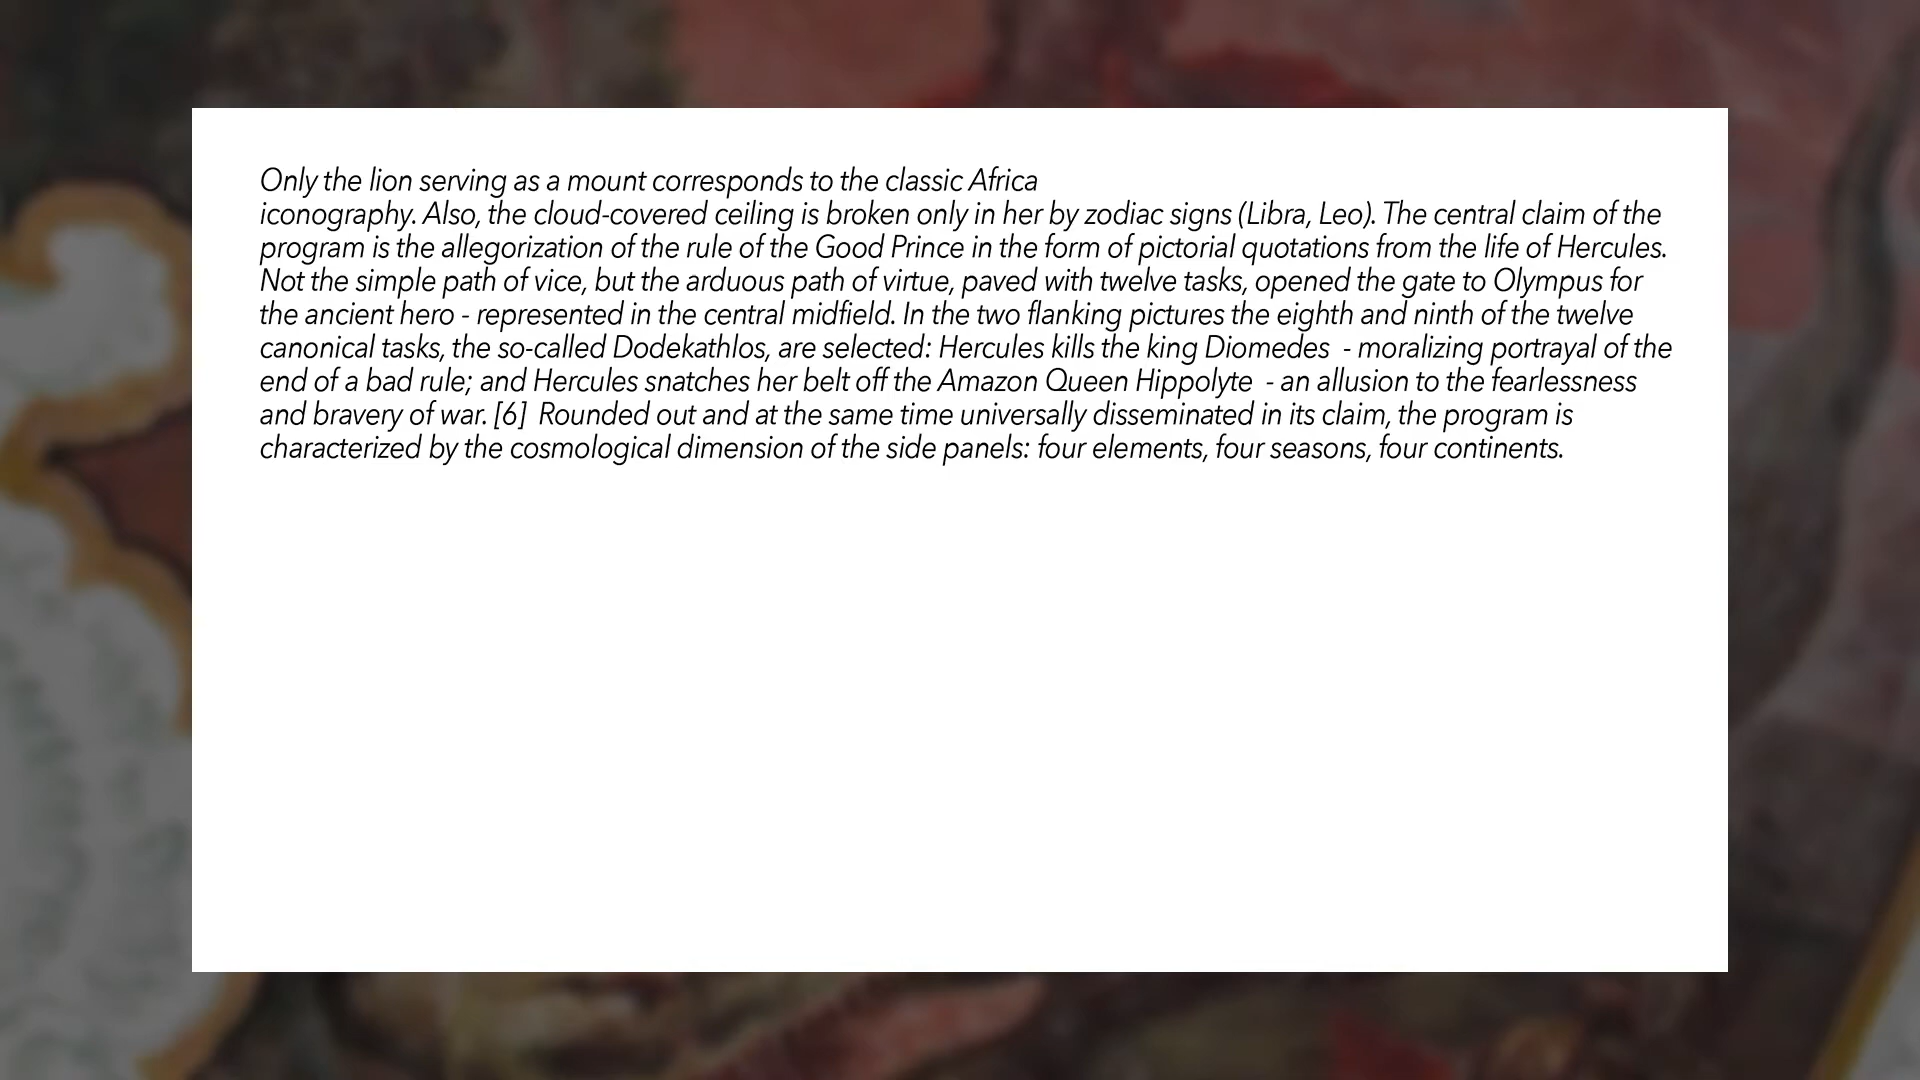 Only the lion serving as a mount corresponds to the classic Africa
iconography. Also, the cloud-covered ceiling is broken only in her by zodiac signs (Libra, Leo). The central claim of the
program is the allegorization of the rule of the Good Prince in the form of pictorial quotations from the life of Hercules.
Not the simple path of vice, but the arduous path of virtue, paved with twelve tasks, opened the gate to Olympus for
the ancient hero - represented in the central midfield. In the two flanking pictures the eighth and ninth of the twelve
canonical tasks, the so-called Dodekathlos, are selected: Hercules kills the king Diomedes  - moralizing portrayal of the
end of a bad rule; and Hercules snatches her belt off the Amazon Queen Hippolyte  - an allusion to the fearlessness
and bravery of war. [6]  Rounded out and at the same time universally disseminated in its claim, the program is
characterized by the cosmological dimension of the side panels: four elements, four seasons, four continents.